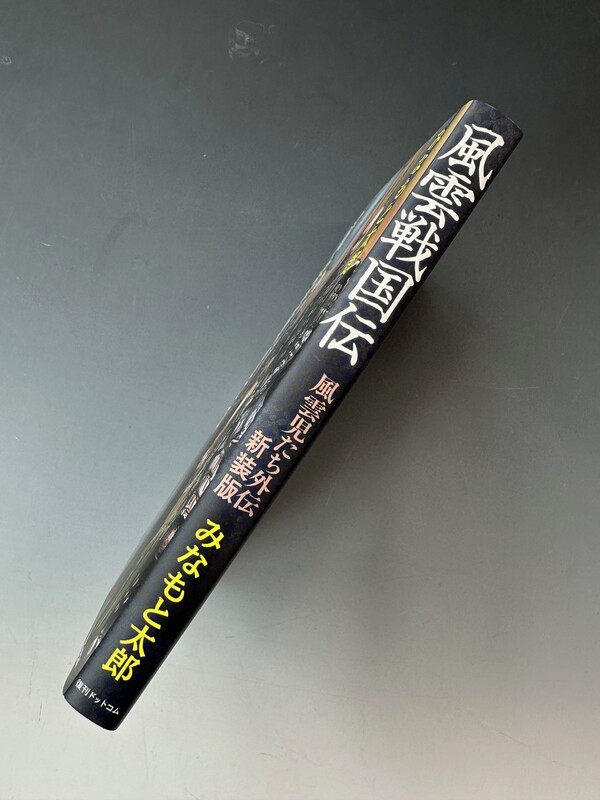 風雲戦国伝
風雲児たち外伝
新装版
みなもと太郎
復刊ドットコム